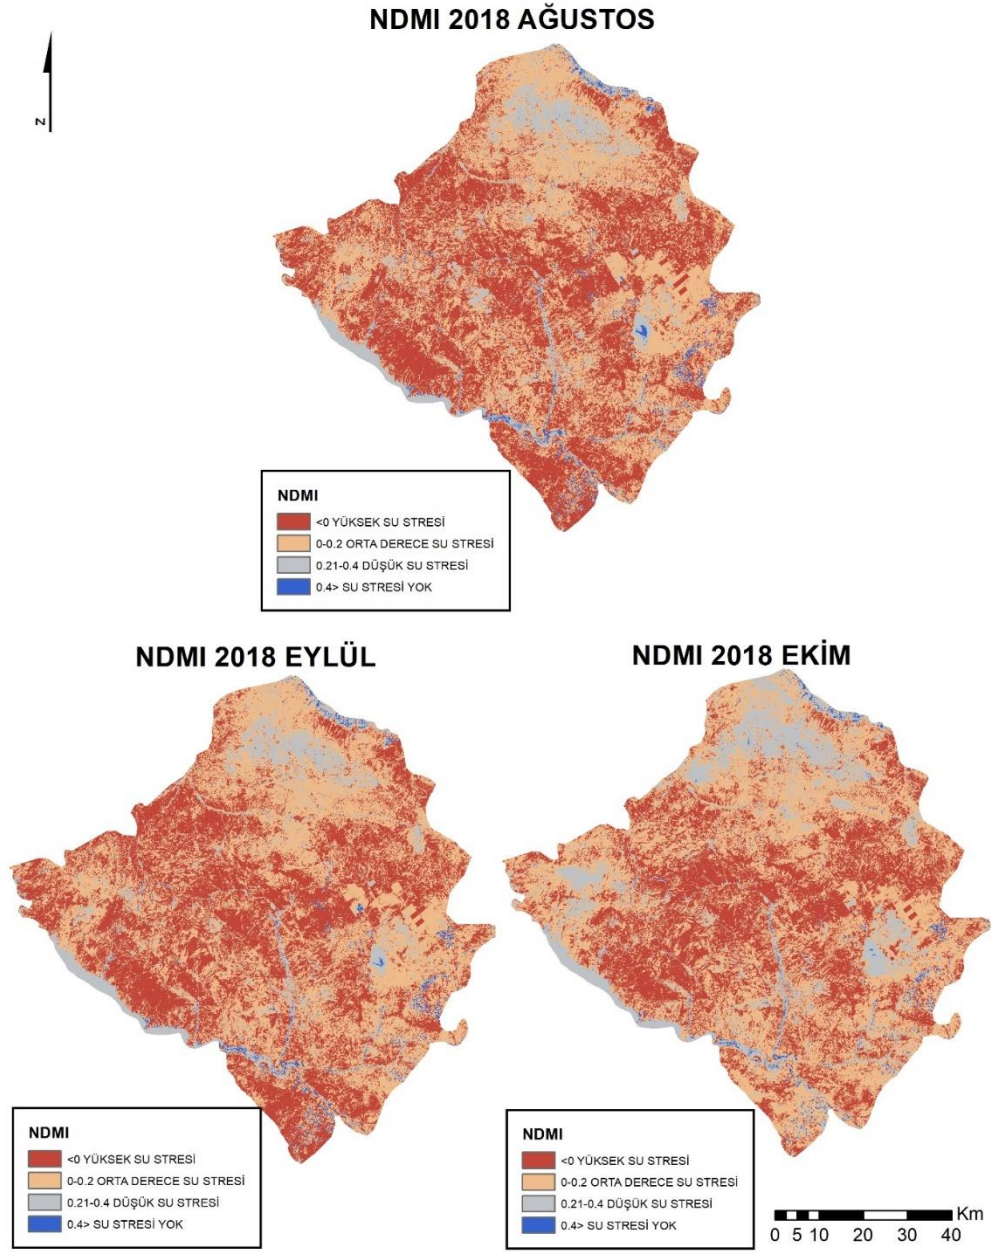 NDMI 2018 AĞUSTOS
z
NDMI
<0 YÜKSEK SU STRESİ
0-0.2 ORTA DERECE SU STRESİ
0.21-0.4 DÜŞÜK SU STRESİ
0.4> SU STRESİ YOK
NDMI 2018 EYLÜL
NDMI 2018 EKİM
NDMI
<0 YÜKSEK SU STRESİ
0-0.2 ORTA DERECE SU STRESİ
0.21-0.4 DÜŞÜK SU STRESİ
0.4> SU STRESİ YOK
NDMI
<0 YÜKSEK SU STRESİ
0-0.2 ORTA DERECE SU STRESİ
0.21-0.4 DÜŞÜK SU STRESİ
0.4> SU STRESİ YOK
Km
0 5 10 20 30 40